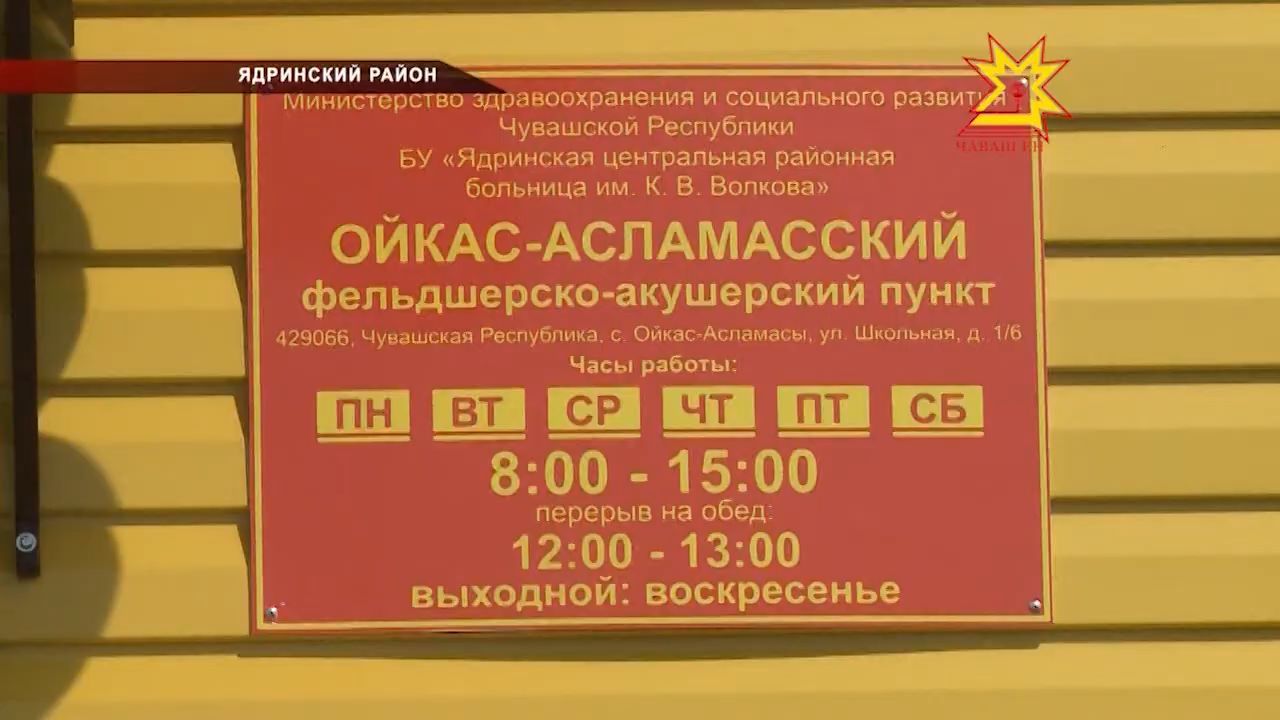 ЯДРИНСКИЙ РАЙОН
Министерство здравоохранения и социального развития
Чувашской Республики
БУ «Ядринская центральная районная
больница им. К. В. Волкова»
ЧӐВАШ ЕН
ОЙКАС-АСЛАМАССКИЙ
фельдшерско-акушерский пункт
429066, Чувашская Республика, с. Ойкас-Асламасы, ул. Школьная, д. 1/6
Часы работы:
ПН ВТ СР ЧТ ПТ СБ
8:00 - 15:00
перерыв на обед:
12:00 - 13:00
выходной: воскресенье